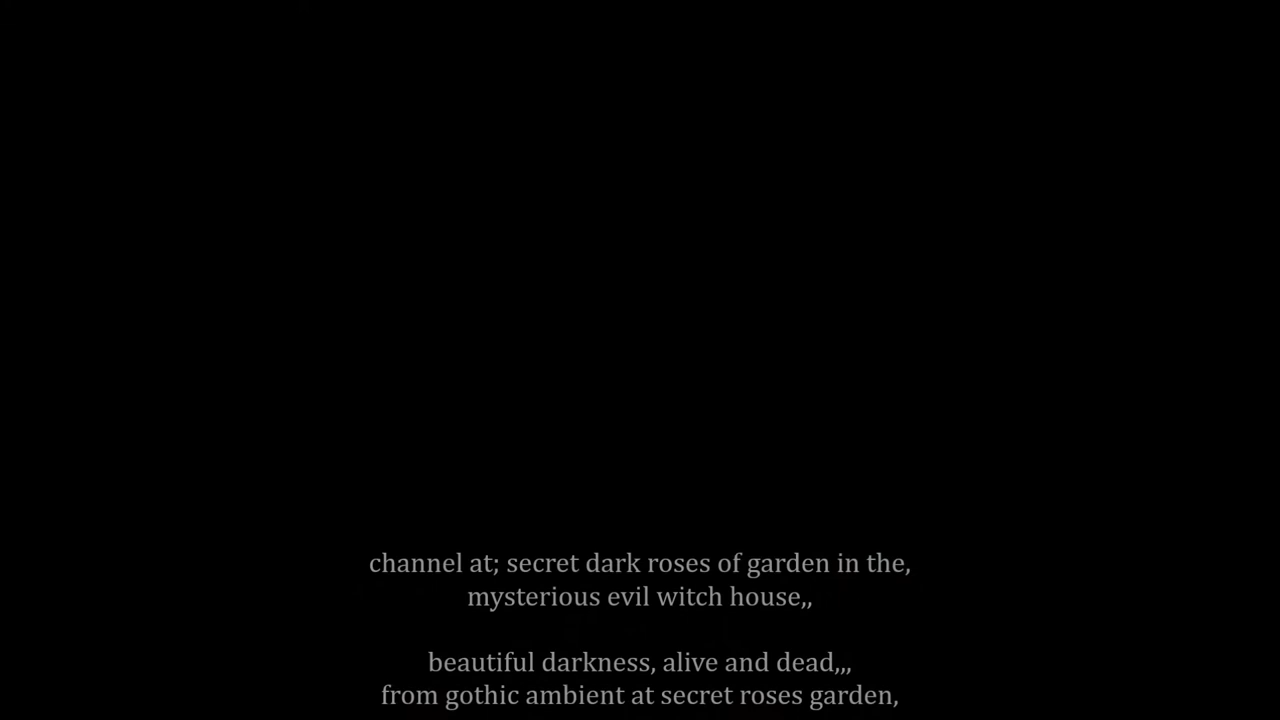 channel at; secret dark roses of garden in the,
mysterious evil witch house,,
beautiful darkness, alive and dead,,,
from gothic ambient at secret roses garden,